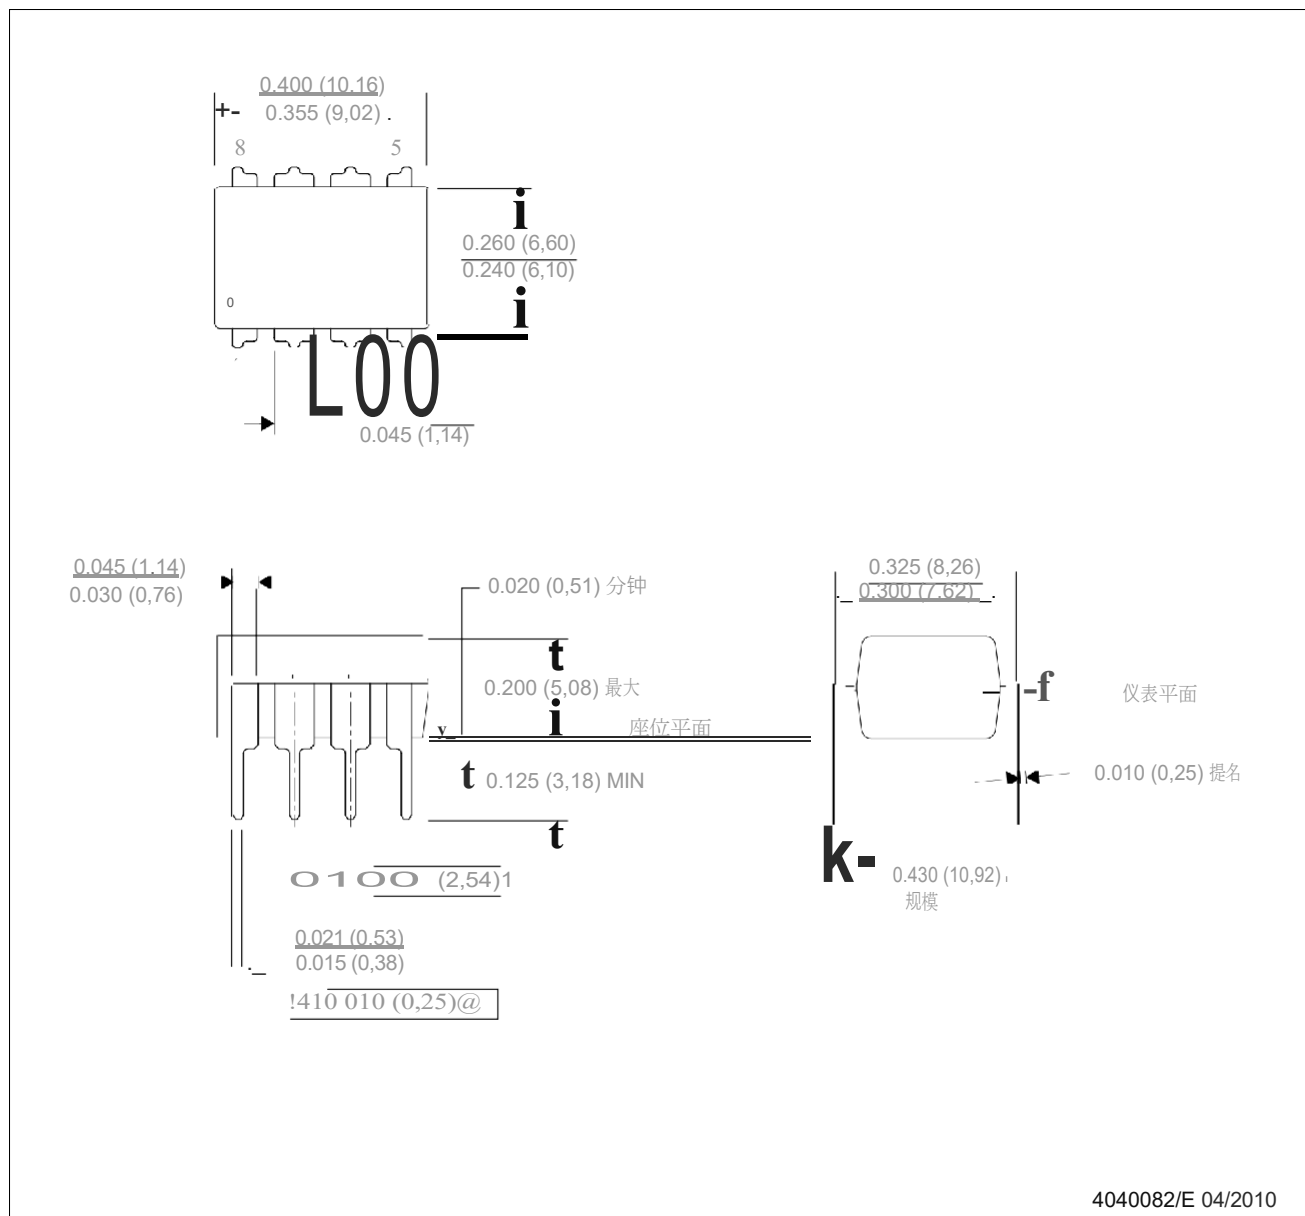 0.400 (10.16)
+- 0.355 (9,02) .
8 5
i
0.260 (6,60)
0.240 (6,10)
i
0
L00
0.045 (1,14)
0.045 (1.14)
0.030 (0,76)
0.020 (0,51) 分钟
t
0.200 (5,08) 最大
i
座位平面
y_
t 0.125 (3,18) MIN
t
0.325 (8,26)
._ 0.300 (7.62)_.
-f
仪表平面
0.010 (0,25) 提名
k- 0.430 (10,92)
规模
0100 (2,54)1
0.021 (0.53)
._ 0.015 (0,38)
!410 010 (0,25)@
4040082/E 04/2010